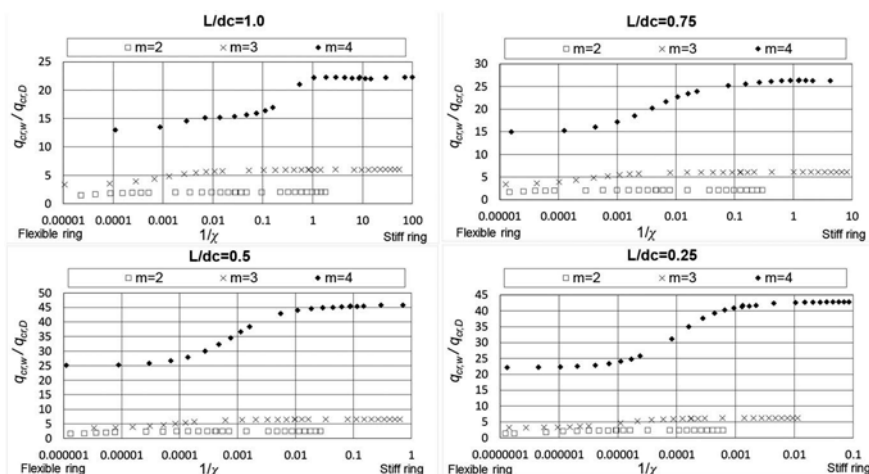 L/dc=1.0
□ m=2 × m=3 ◆ m=4
q_cr,w / q_cr,D
25
20
15
10
5
0
0.00001 0.0001 0.001 0.01 0.1 1 10 100
Flexible ring 1/χ Stiff ring
L/dc=0.75
□ m=2 × m=3 ◆ m=4
q_cr,w / q_cr,D
30
25
20
15
10
5
0
0.00001 0.0001 0.001 0.01 0.1 1 10
Flexible ring 1/χ Stiff ring
L/dc=0.5
□ m=2 × m=3 ◆ m=4
q_cr,w / q_cr,D
50
45
40
35
30
25
20
15
10
5
0
0.000001 0.00001 0.0001 0.001 0.01 0.1 1
Flexible ring 1/χ Stiff ring
L/dc=0.25
□ m=2 × m=3 ◆ m=4
q_cr,w / q_cr,D
45
40
35
30
25
20
15
10
5
0
0.0000001 0.00001 0.0001 0.001 0.01 0.1
Flexible ring 1/χ Stiff ring